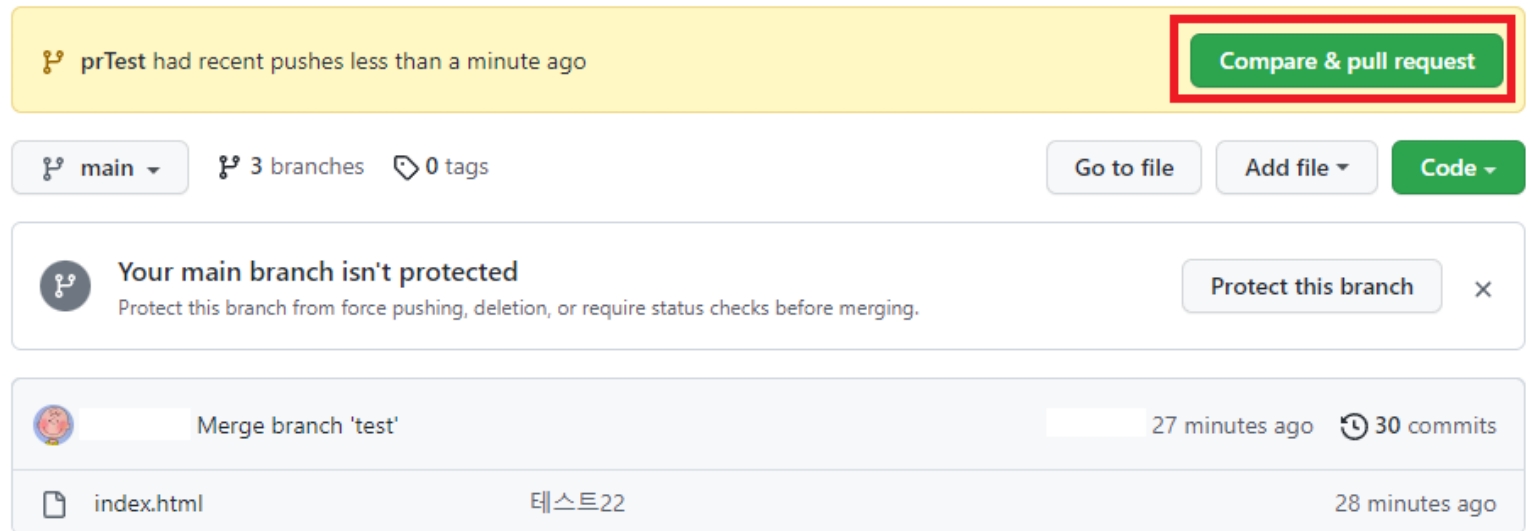 prTest had recent pushes less than a minute ago Compare & pull request
main 3 branches 0 tags Go to file Add file Code
Your main branch isn't protected
Protect this branch from force pushing, deletion, or require status checks before merging.
Protect this branch
Merge branch 'test' 27 minutes ago 30 commits
index.html 테스트22 28 minutes ago